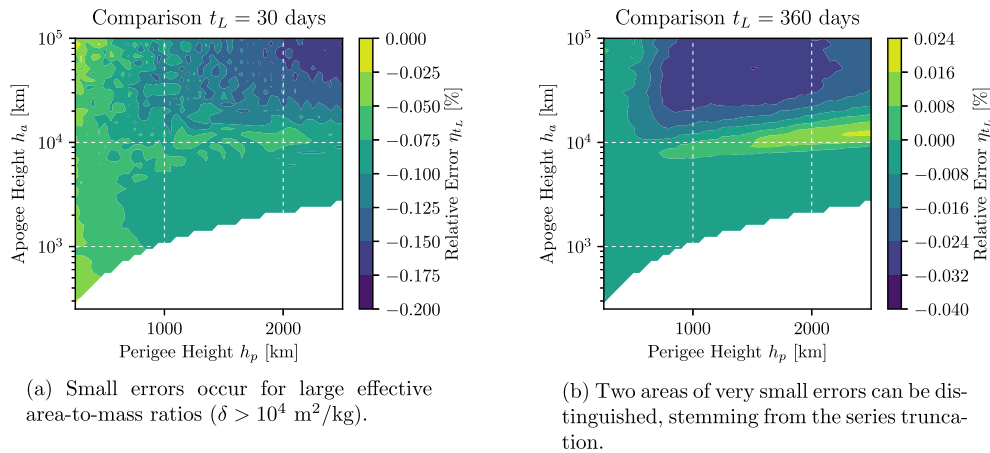 Comparison t_L = 30 days
10^5
10^4
10^3
Apogee Height h_a [km]
1000
2000
Perigee Height h_p [km]
0.000
−0.025
−0.050
−0.075
−0.100
−0.125
−0.150
−0.175
−0.200
Relative Error η_{t_L} [%]
(a) Small errors occur for large effective
area-to-mass ratios (δ > 10^4 m^2/kg).
Comparison t_L = 360 days
10^5
10^4
10^3
Apogee Height h_a [km]
1000
2000
Perigee Height h_p [km]
0.024
0.016
0.008
0.000
−0.008
−0.016
−0.024
−0.032
−0.040
Relative Error η_{t_L} [%]
(b) Two areas of very small errors can be dis-
tinguished, stemming from the series trunca-
tion.